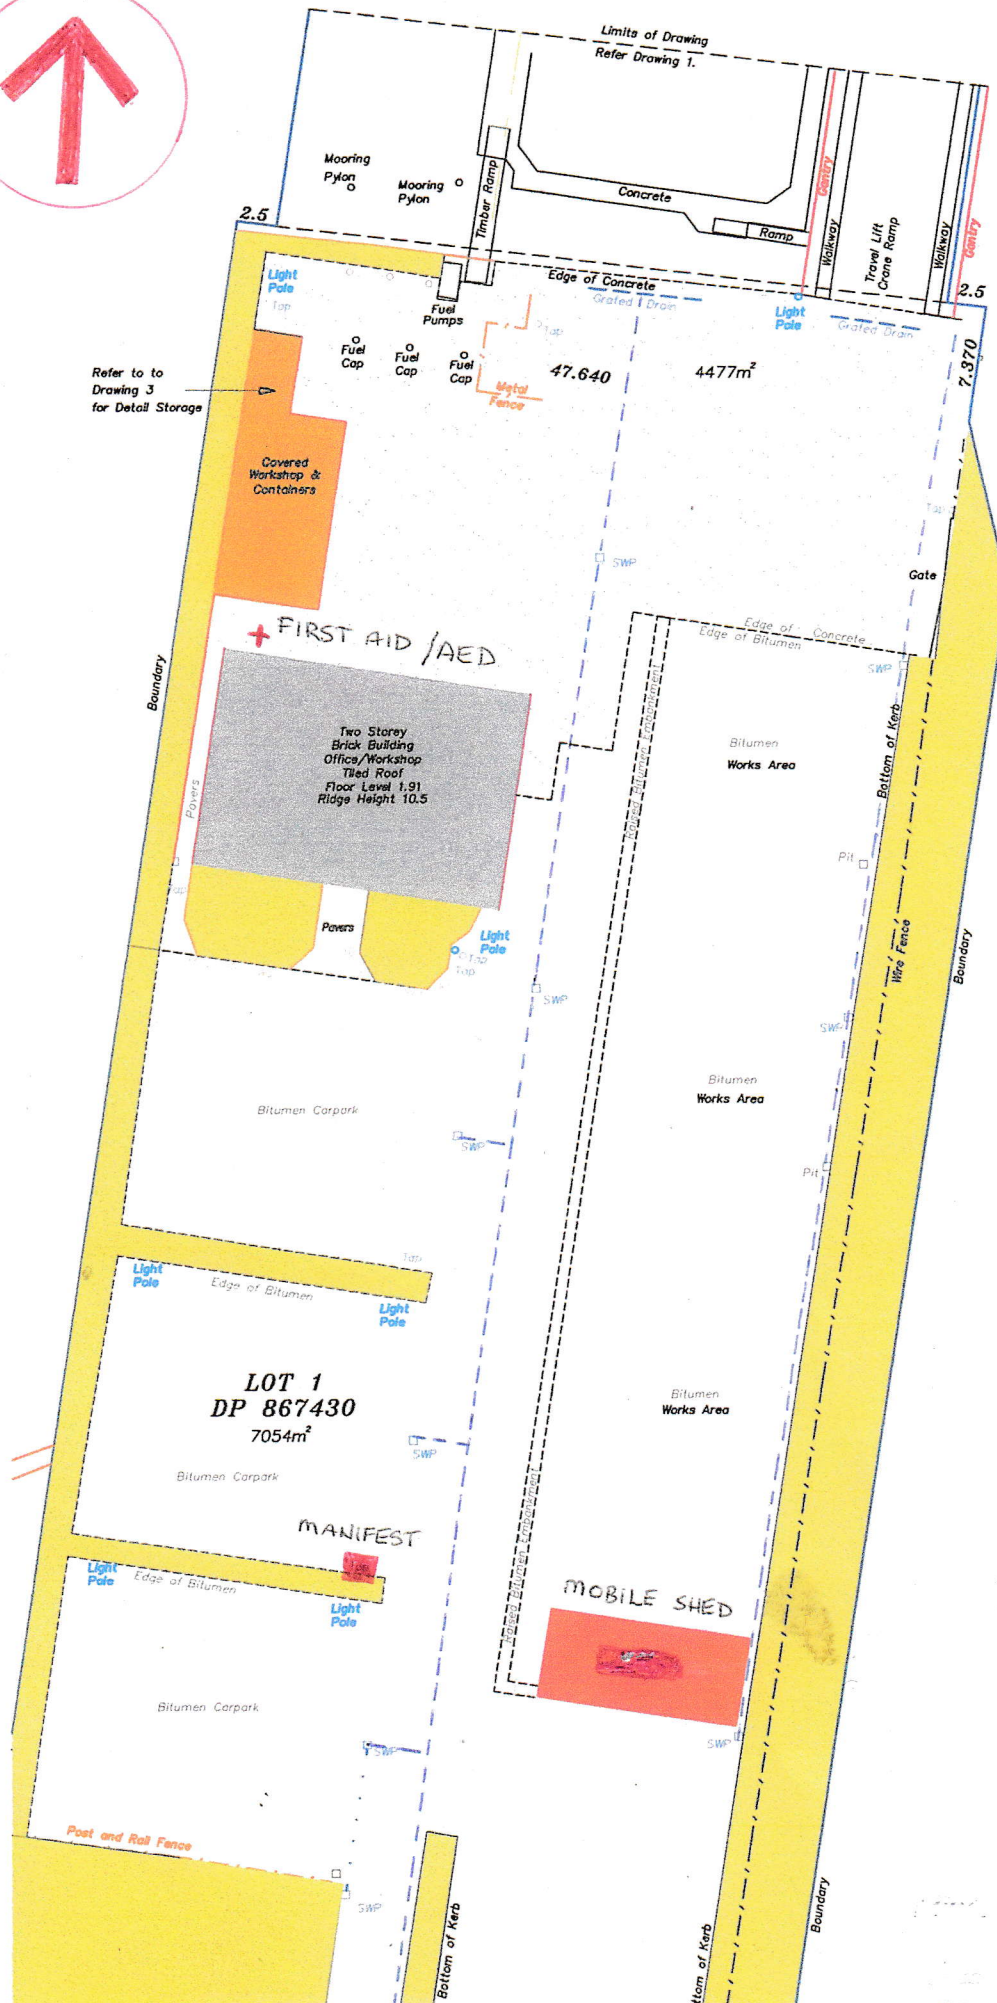 Limits of Drawing
Refer Drawing 1.
Mooring
Pylon
Mooring
Pylon
Timber Ramp
Concrete
Ramp
Gantry
Walkway
Travel Lift
Crane Ramp
Walkway
Gantry
2.5
Light
Pole
Tap
Fuel
Pumps
Edge of Concrete
Grated Drain
Light
Pole
Grated Drain
2.5
7.370
Fuel
Cap
Fuel
Cap
Fuel
Cap
Tap
Metal
Fence
47.640
4477m²
Refer to to
Drawing 3
for Detail Storage
Covered
Workshop &
Containers
Tap
SWP
Gate
FIRST AID / AED
Edge of Concrete
Edge of Bitumen
SWP
Boundary
Two Storey
Brick Building
Office/Workshop
Tiled Roof
Floor Level 1.91
Ridge Height 10.5
Pavers
Raised Bitumen Embankment
Bitumen
Works Area
Bottom of Kerb
Pit
Tap
Pavers
Light
Pole
Tap
Tap
SWP
Wire Fence
Boundary
SWP
Bitumen
Works Area
Bitumen Carpark
SWP
Pit
Tap
Light
Pole
Edge of Bitumen
Light
Pole
LOT 1
DP 867430
7054m²
Bitumen
Works Area
SWP
Bitumen Carpark
MANIFEST
Raised Bitumen Embankment
Light
Pole
Edge of Bitumen
Light
Pole
MOBILE SHED
Bitumen Carpark
SWP
SWP
Post and Rail Fence
SWP
Bottom of Kerb
Boundary
ttom of Kerb